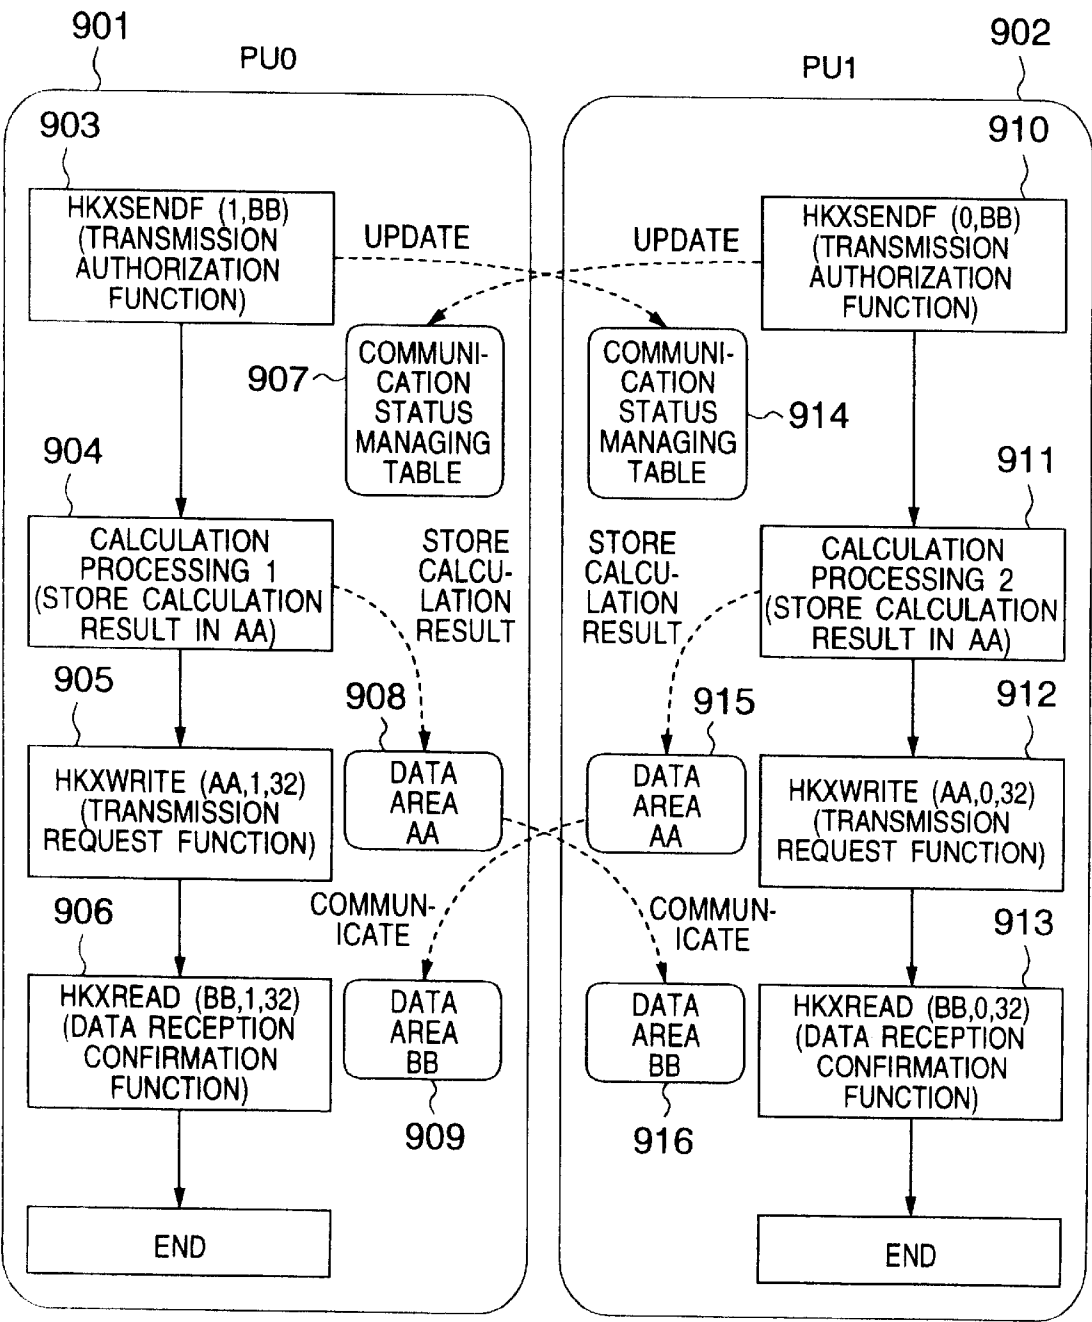 901
PU0
903
HKXSENDF (1,BB)
(TRANSMISSION
AUTHORIZATION
FUNCTION)
UPDATE
907
COMMUNI-
CATION
STATUS
MANAGING
TABLE
904
CALCULATION
PROCESSING 1
(STORE CALCULATION
RESULT IN AA)
STORE
CALCU-
LATION
RESULT
905
908
HKXWRITE (AA,1,32)
(TRANSMISSION
REQUEST FUNCTION)
DATA
AREA
AA
906
COMMUN-
ICATE
HKXREAD (BB,1,32)
(DATA RECEPTION
CONFIRMATION
FUNCTION)
DATA
AREA
BB
909
END
902
PU1
910
HKXSENDF (0,BB)
(TRANSMISSION
AUTHORIZATION
FUNCTION)
UPDATE
COMMUNI-
CATION
STATUS
MANAGING
TABLE
914
911
STORE
CALCU-
LATION
RESULT
CALCULATION
PROCESSING 2
(STORE CALCULATION
RESULT IN AA)
915
912
DATA
AREA
AA
HKXWRITE (AA,0,32)
(TRANSMISSION
REQUEST FUNCTION)
COMMUN-
ICATE
913
DATA
AREA
BB
916
HKXREAD (BB,0,32)
(DATA RECEPTION
CONFIRMATION
FUNCTION)
END